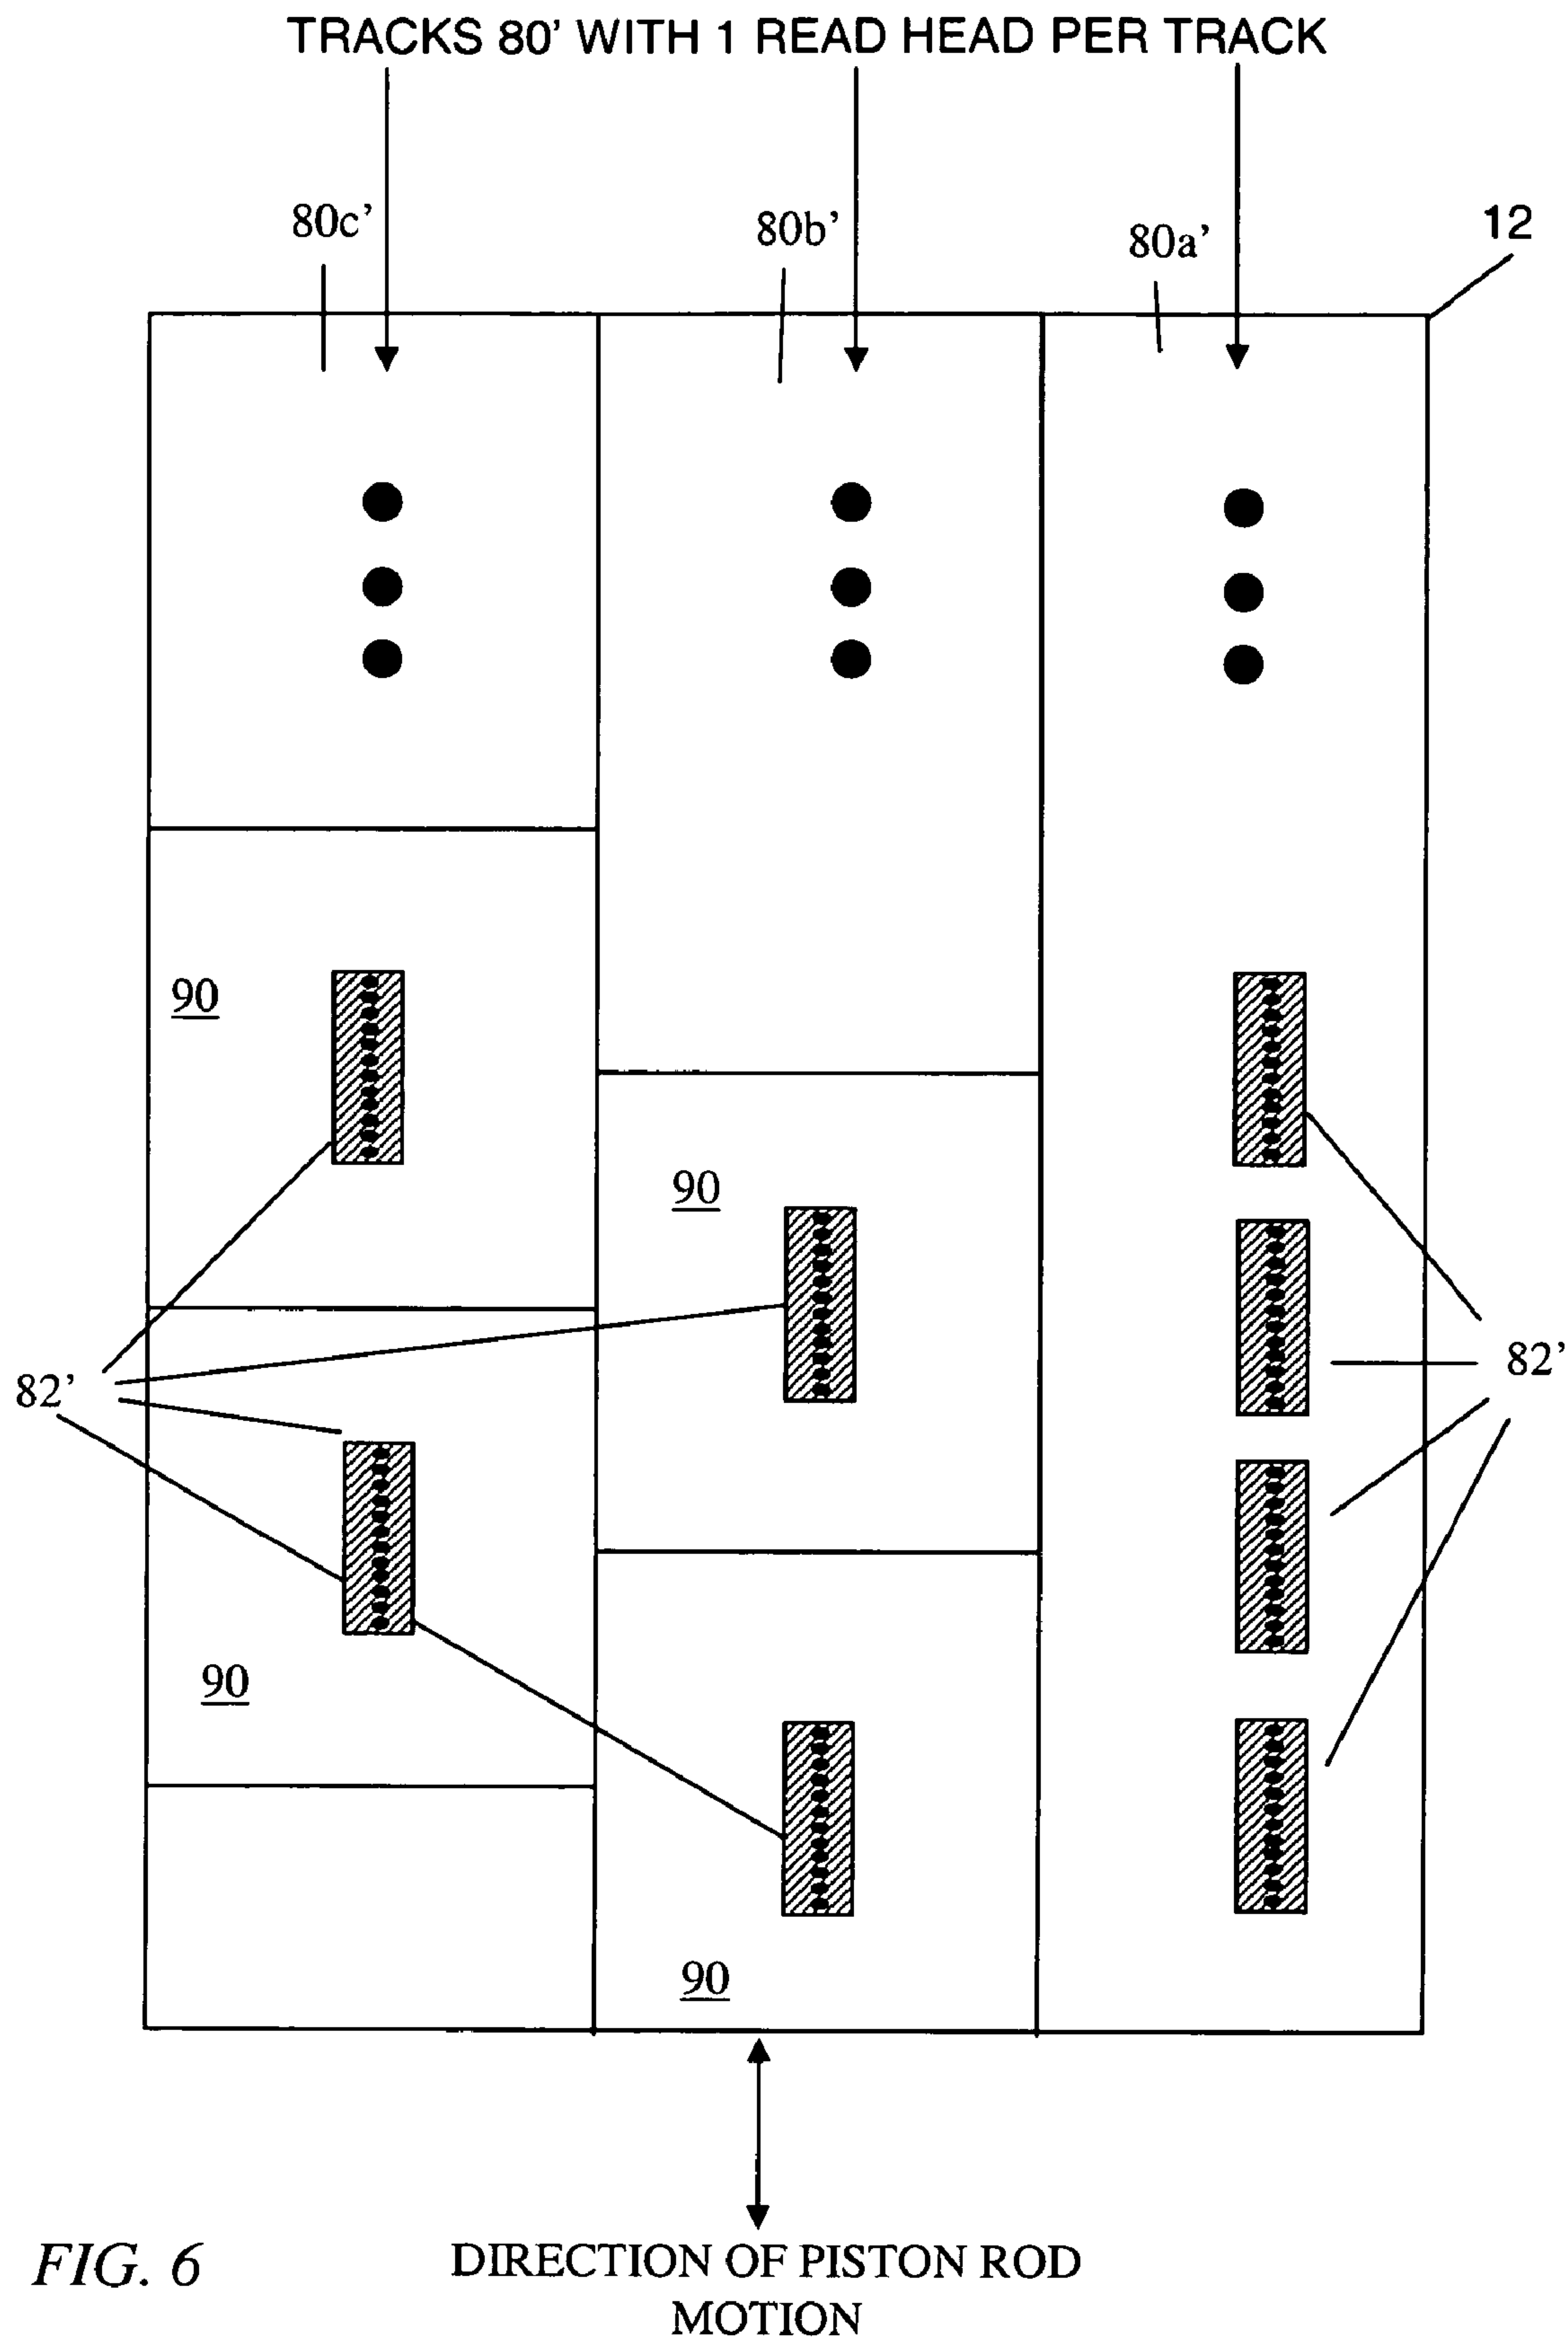 TRACKS 80’ WITH 1 READ HEAD PER TRACK
80c’
80b’
80a’
12
90
90
82’
82’
90
90
FIG. 6
DIRECTION OF PISTON ROD
MOTION